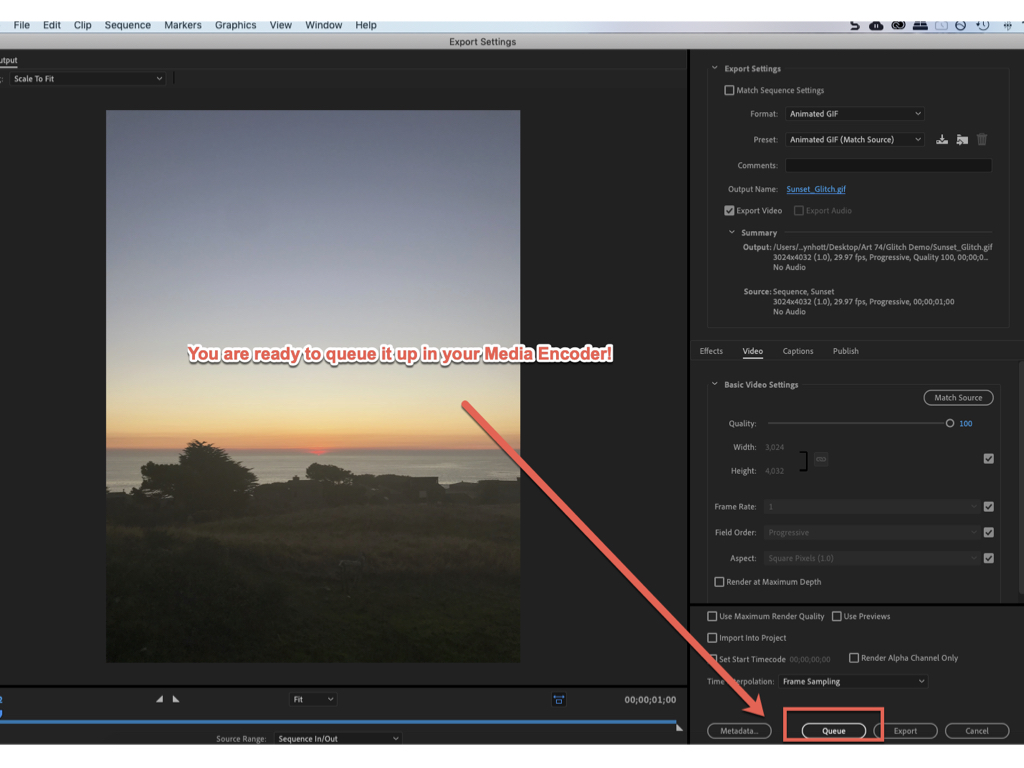 File Edit Clip Sequence Markers Graphics View Window Help
Export Settings
Scale To Fit
Export Settings
Match Sequence Settings
Format: Animated GIF
Preset: Animated GIF (Match Source)
Comments:
Output Name: Sunset_Glitch.gif
Export Video Export Audio
Summary
Output: /Users/...ynhott/Desktop/Art 74/Glitch Demo/Sunset_Glitch.gif
3024x4032 (1.0), 29.97 fps, Progressive, Quality 100, 00;00;0...
No Audio
Source: Sequence, Sunset
3024x4032 (1.0), 29.97 fps, Progressive, 00;00;01;00
No Audio
You are ready to queue it up in your Media Encoder!
Effects Video Captions Publish
Basic Video Settings
Match Source
Quality: 100
Width: 3,024
Height: 4,032
Frame Rate: 1
Field Order: Progressive
Aspect: Square Pixels (1.0)
Render at Maximum Depth
Use Maximum Render Quality Use Previews
Import Into Project
Set Start Timecode 00;00;00;00 Render Alpha Channel Only
Frame Sampling
Fit 00;00;01;00
Metadata... Queue Export Cancel
Source Range: Sequence In/Out